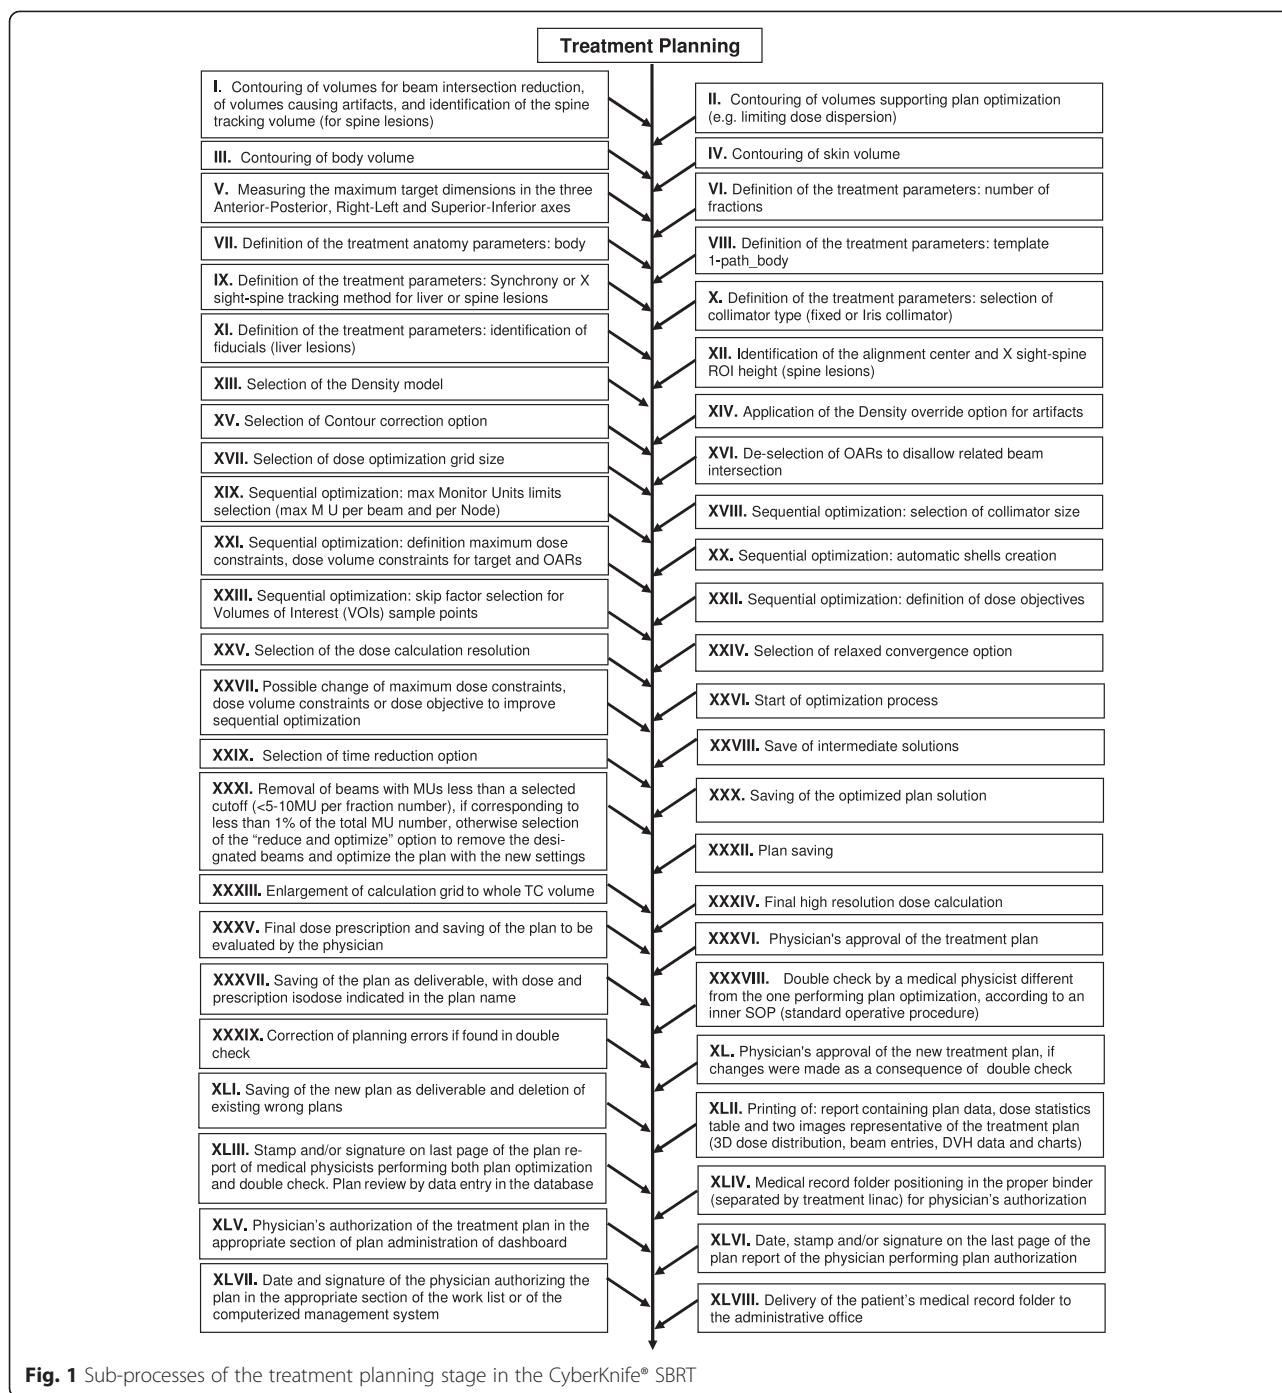 Treatment Planning
I. Contouring of volumes for beam intersection reduction,
of volumes causing artifacts, and identification of the spine
tracking volume (for spine lesions)
II. Contouring of volumes supporting plan optimization
(e.g. limiting dose dispersion)
III. Contouring of body volume
IV. Contouring of skin volume
V. Measuring the maximum target dimensions in the three
Anterior-Posterior, Right-Left and Superior-Inferior axes
VI. Definition of the treatment parameters: number of
fractions
VII. Definition of the treatment anatomy parameters: body
VIII. Definition of the treatment parameters: template
1-path_body
IX. Definition of the treatment parameters: Synchrony or X
sight-spine tracking method for liver or spine lesions
X. Definition of the treatment parameters: selection of
collimator type (fixed or Iris collimator)
XI. Definition of the treatment parameters: identification of
fiducials (liver lesions)
XII. Identification of the alignment center and X sight-spine
ROI height (spine lesions)
XIII. Selection of the Density model
XIV. Application of the Density override option for artifacts
XV. Selection of Contour correction option
XVI. De-selection of OARs to disallow related beam
intersection
XVII. Selection of dose optimization grid size
XVIII. Sequential optimization: selection of collimator size
XIX. Sequential optimization: max Monitor Units limits
selection (max M U per beam and per Node)
XX. Sequential optimization: automatic shells creation
XXI. Sequential optimization: definition maximum dose
constraints, dose volume constraints for target and OARs
XXII. Sequential optimization: definition of dose objectives
XXIII. Sequential optimization: skip factor selection for
Volumes of Interest (VOIs) sample points
XXIV. Selection of relaxed convergence option
XXV. Selection of the dose calculation resolution
XXVI. Start of optimization process
XXVII. Possible change of maximum dose constraints,
dose volume constraints or dose objective to improve
sequential optimization
XXVIII. Save of intermediate solutions
XXIX. Selection of time reduction option
XXX. Saving of the optimized plan solution
XXXI. Removal of beams with MUs less than a selected
cutoff (<5-10MU per fraction number), if corresponding to
less than 1% of the total MU number, otherwise selection
of the “reduce and optimize” option to remove the desi-
gnated beams and optimize the plan with the new settings
XXXII. Plan saving
XXXIII. Enlargement of calculation grid to whole TC volume
XXXIV. Final high resolution dose calculation
XXXV. Final dose prescription and saving of the plan to be
evaluated by the physician
XXXVI. Physician's approval of the treatment plan
XXXVII. Saving of the plan as deliverable, with dose and
prescription isodose indicated in the plan name
XXXVIII. Double check by a medical physicist different
from the one performing plan optimization, according to an
inner SOP (standard operative procedure)
XXXIX. Correction of planning errors if found in double
check
XL. Physician's approval of the new treatment plan, if
changes were made as a consequence of double check
XLI. Saving of the new plan as deliverable and deletion of
existing wrong plans
XLII. Printing of: report containing plan data, dose statistics
table and two images representative of the treatment plan
(3D dose distribution, beam entries, DVH data and charts)
XLIII. Stamp and/or signature on last page of the plan re-
port of medical physicists performing both plan optimization
and double check. Plan review by data entry in the database
XLIV. Medical record folder positioning in the proper binder
(separated by treatment linac) for physician’s authorization
XLV. Physician’s authorization of the treatment plan in the
appropriate section of plan administration of dashboard
XLVI. Date, stamp and/or signature on the last page of the
plan report of the physician performing plan authorization
XLVII. Date and signature of the physician authorizing the
plan in the appropriate section of the work list or of the
computerized management system
XLVIII. Delivery of the patient’s medical record folder to
the administrative office
Fig. 1 Sub-processes of the treatment planning stage in the CyberKnife® SBRT